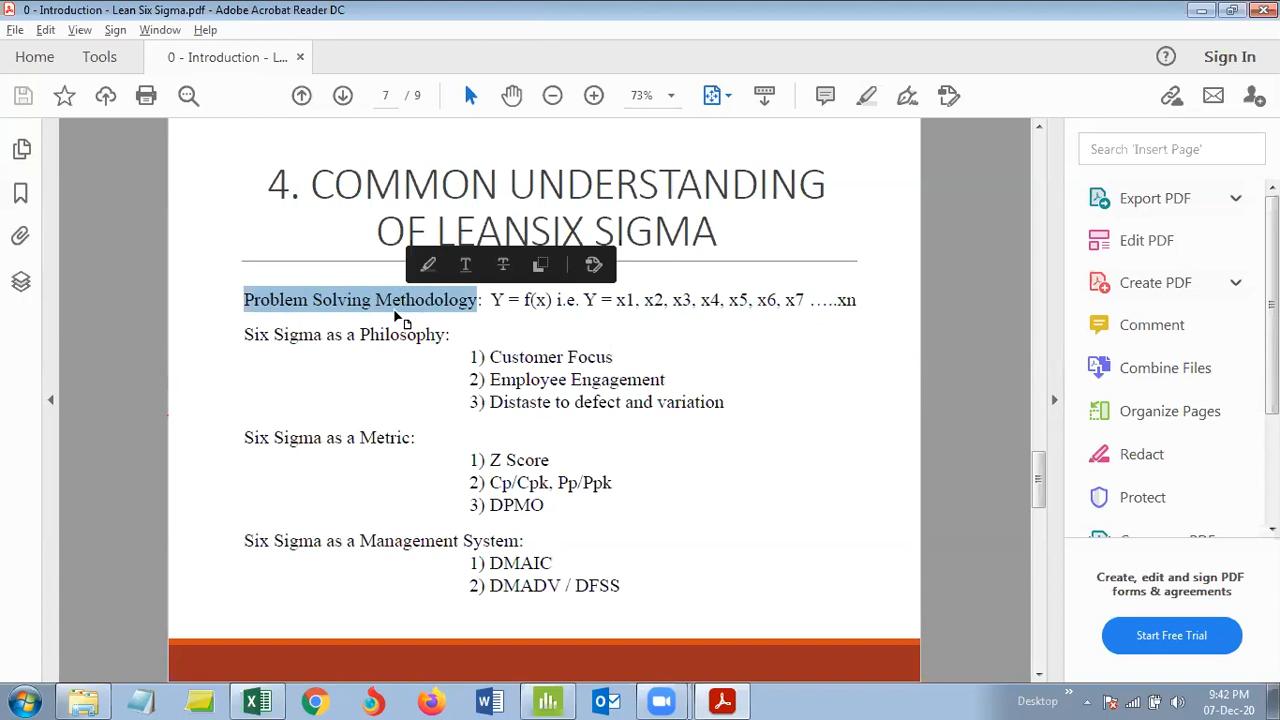 0 - Introduction - Lean Six Sigma.pdf - Adobe Acrobat Reader DC
File Edit View Sign Window Help
Home Tools 0 - Introduction - L... Sign In
7 / 9 73%
4. COMMON UNDERSTANDING
OF LEANSIX SIGMA
Problem Solving Methodology: Y = f(x) i.e. Y = x1, x2, x3, x4, x5, x6, x7 …..xn
Six Sigma as a Philosophy:
1) Customer Focus
2) Employee Engagement
3) Distaste to defect and variation
Six Sigma as a Metric:
1) Z Score
2) Cp/Cpk, Pp/Ppk
3) DPMO
Six Sigma as a Management System:
1) DMAIC
2) DMADV / DFSS
Search 'Insert Page'
Export PDF
Edit PDF
Create PDF
Comment
Combine Files
Organize Pages
Redact
Protect
Create, edit and sign PDF
forms & agreements
Start Free Trial
Desktop
9:42 PM
07-Dec-20